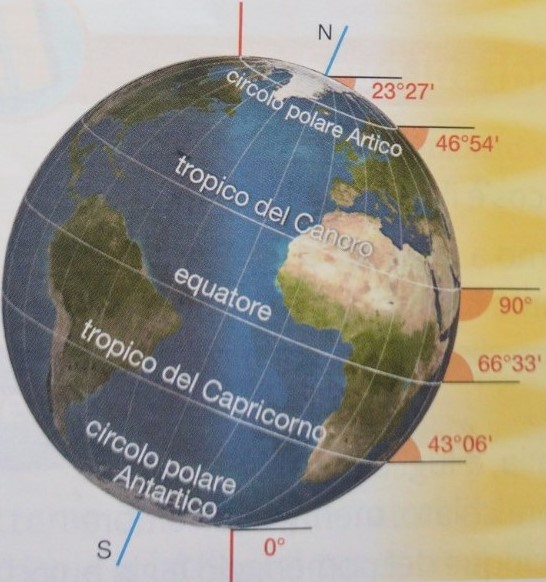 N
23°27'
circolo polare Artico
46°54'
tropico del Cancro
equatore
90°
66°33'
tropico del Capricorno
43°06'
circolo polare
Antartico
S
0°